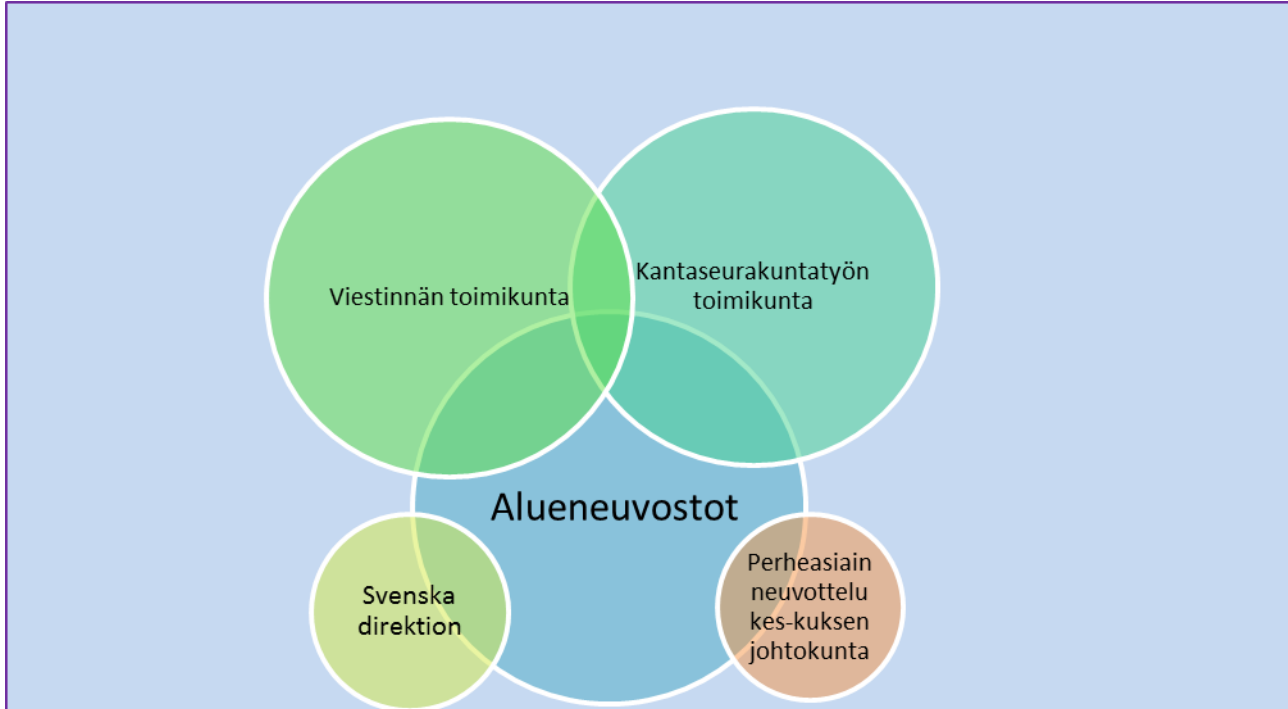 Viestinnän toimikunta
Kantaseurakuntatyön
toimikunta
Alueneuvostot
Svenska
direktion
Perheasiain
neuvottelu
kes-kuksen
johtokunta